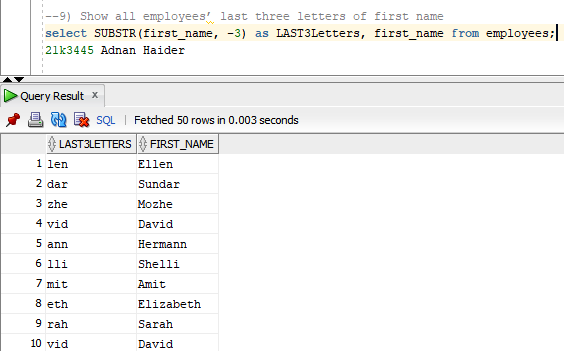 --9) Show all employees’ last three letters of first name
select SUBSTR(first_name, -3) as LAST3Letters, first_name from employees;
21k3445 Adnan Haider
Query Result x
SQL | Fetched 50 rows in 0.003 seconds
LAST3LETTERS FIRST_NAME
1 len Ellen
2 dar Sundar
3 zhe Mozhe
4 vid David
5 ann Hermann
6 lli Shelli
7 mit Amit
8 eth Elizabeth
9 rah Sarah
10 vid David